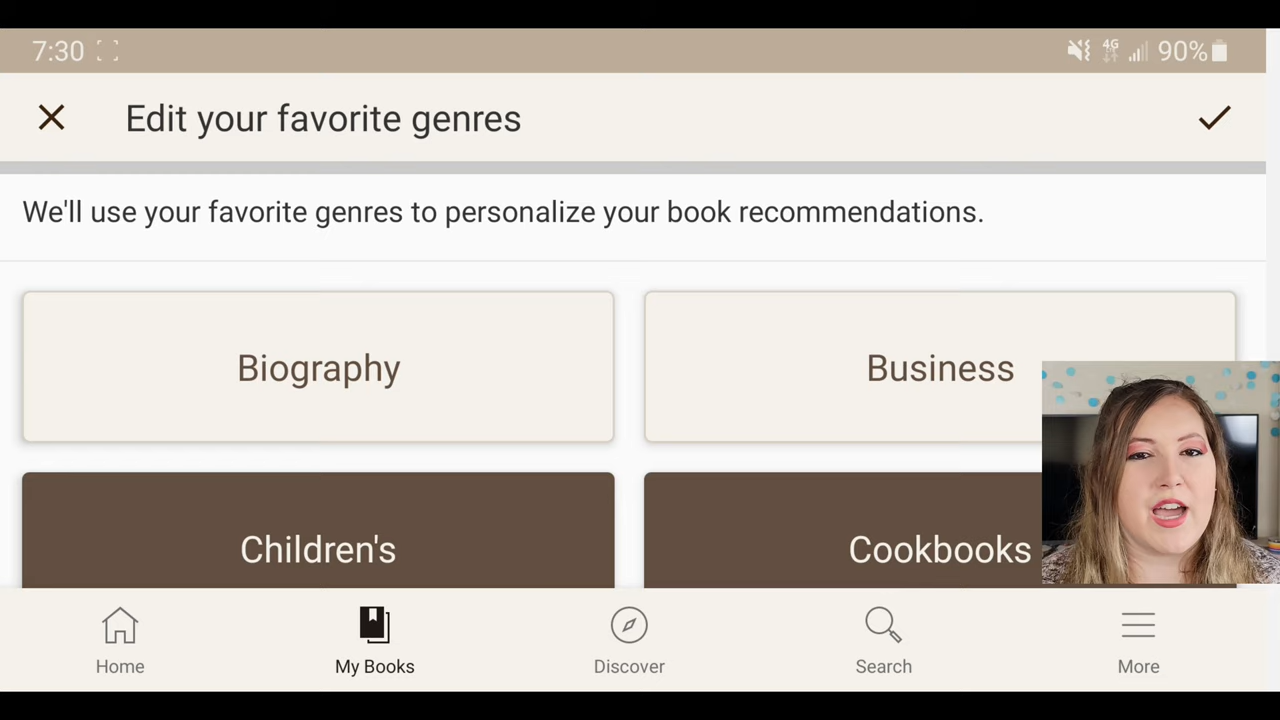 7:30
4G
90%
Edit your favorite genres
We'll use your favorite genres to personalize your book recommendations.
Biography
Business
Children's
Cookbooks
Home
My Books
Discover
Search
More